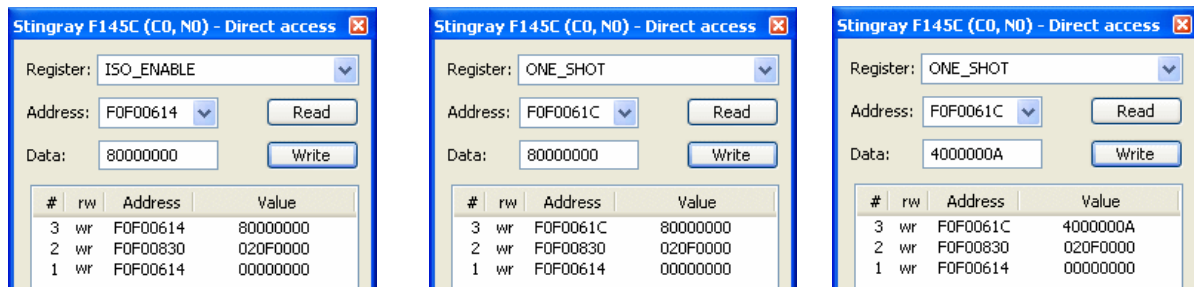 Stingray F145C (C0, N0) - Direct access
Register: ISO_ENABLE
Address: F0F00614 Read
Data: 80000000 Write
# rw Address Value
3 wr F0F00614 80000000
2 wr F0F00830 020F0000
1 wr F0F00614 00000000
Stingray F145C (C0, N0) - Direct access
Register: ONE_SHOT
Address: F0F0061C Read
Data: 80000000 Write
# rw Address Value
3 wr F0F0061C 80000000
2 wr F0F00830 020F0000
1 wr F0F00614 00000000
Stingray F145C (C0, N0) - Direct access
Register: ONE_SHOT
Address: F0F0061C Read
Data: 4000000A Write
# rw Address Value
3 wr F0F0061C 4000000A
2 wr F0F00830 020F0000
1 wr F0F00614 00000000